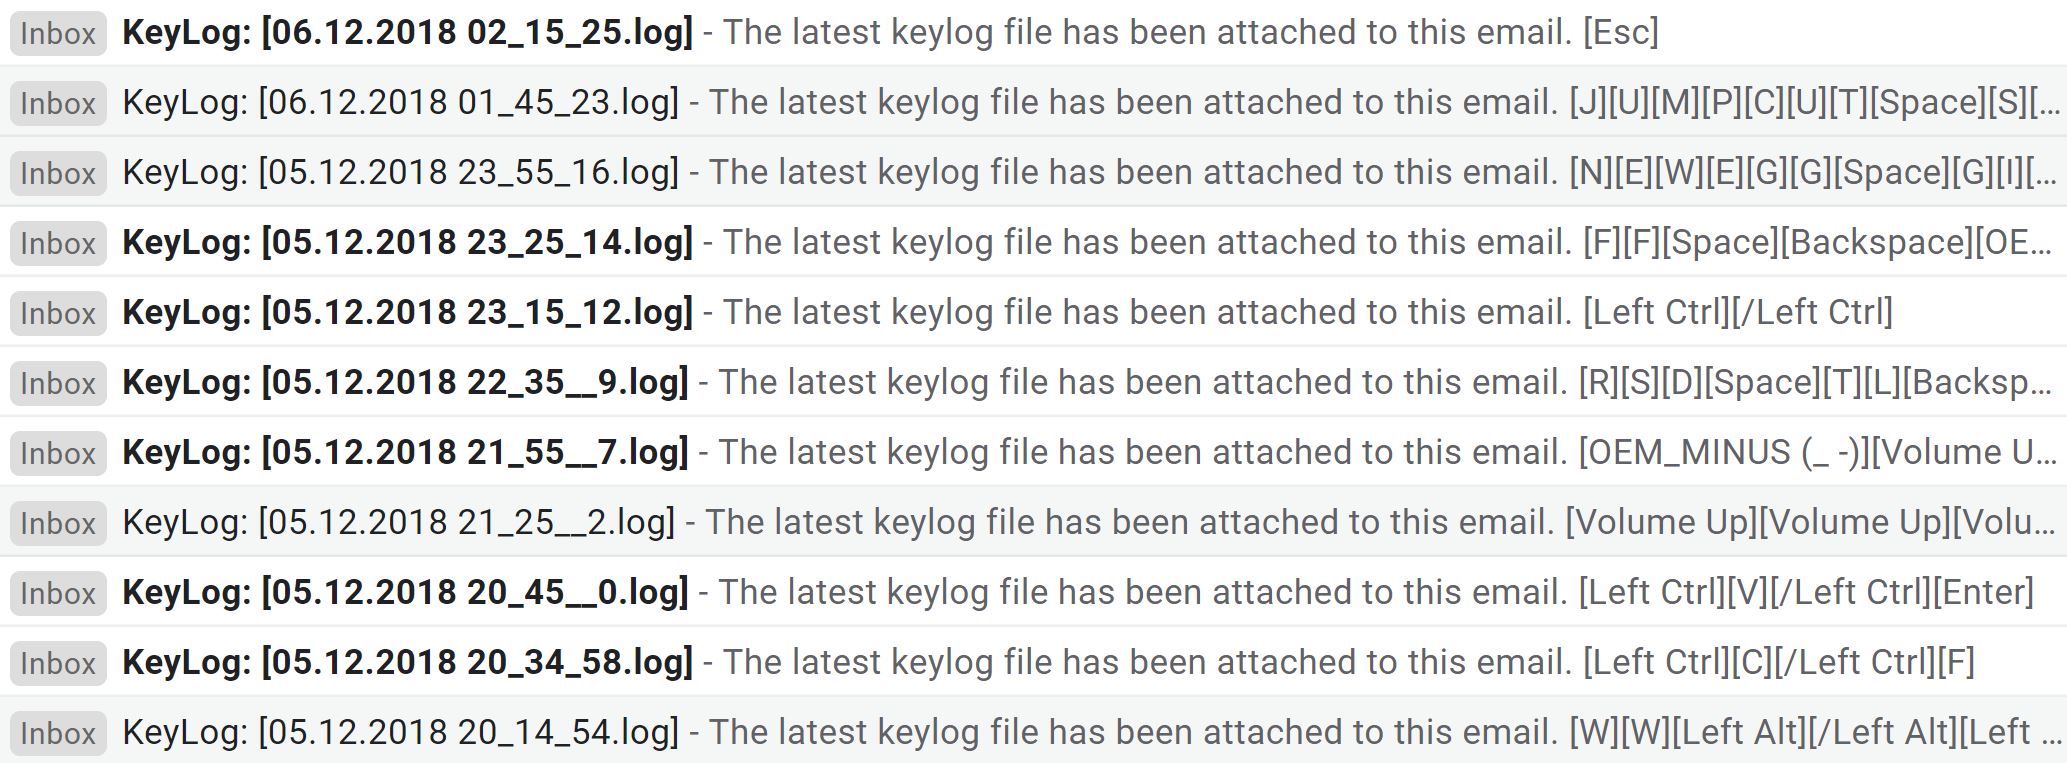 Inbox KeyLog: [06.12.2018 02_15_25.log] - The latest keylog file has been attached to this email. [Esc]
Inbox KeyLog: [06.12.2018 01_45_23.log] - The latest keylog file has been attached to this email. [J][U][M][P][C][U][T][Space][S][...
Inbox KeyLog: [05.12.2018 23_55_16.log] - The latest keylog file has been attached to this email. [N][E][W][E][G][G][Space][G][I][...
Inbox KeyLog: [05.12.2018 23_25_14.log] - The latest keylog file has been attached to this email. [F][F][Space][Backspace][OE...
Inbox KeyLog: [05.12.2018 23_15_12.log] - The latest keylog file has been attached to this email. [Left Ctrl][/Left Ctrl]
Inbox KeyLog: [05.12.2018 22_35__9.log] - The latest keylog file has been attached to this email. [R][S][D][Space][T][L][Backsp...
Inbox KeyLog: [05.12.2018 21_55__7.log] - The latest keylog file has been attached to this email. [OEM_MINUS (_ -)][Volume U...
Inbox KeyLog: [05.12.2018 21_25__2.log] - The latest keylog file has been attached to this email. [Volume Up][Volume Up][Volu...
Inbox KeyLog: [05.12.2018 20_45__0.log] - The latest keylog file has been attached to this email. [Left Ctrl][V][/Left Ctrl][Enter]
Inbox KeyLog: [05.12.2018 20_34_58.log] - The latest keylog file has been attached to this email. [Left Ctrl][C][/Left Ctrl][F]
Inbox KeyLog: [05.12.2018 20_14_54.log] - The latest keylog file has been attached to this email. [W][W][Left Alt][/Left Alt][Left ...